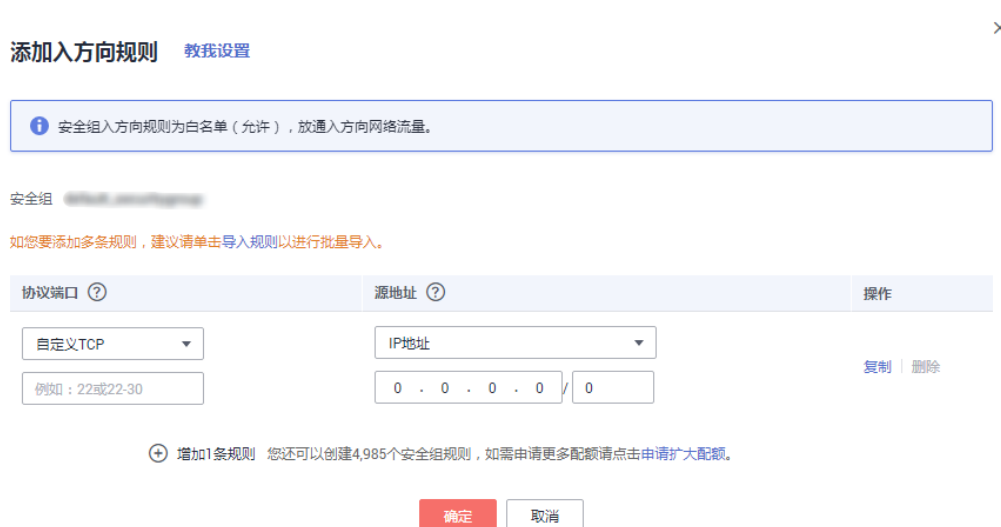 添加入方向规则 教我设置
安全组入方向规则为白名单（允许），放通入方向网络流量。
安全组
如您要添加多条规则，建议请单击导入规则以进行批量导入。
协议端口 源地址 操作
自定义TCP IP地址
复制 删除
例如：22或22-30 0 . 0 . 0 . 0 / 0
增加1条规则 您还可以创建4,985个安全组规则，如需申请更多配额请点击申请扩大配额。
确定 取消